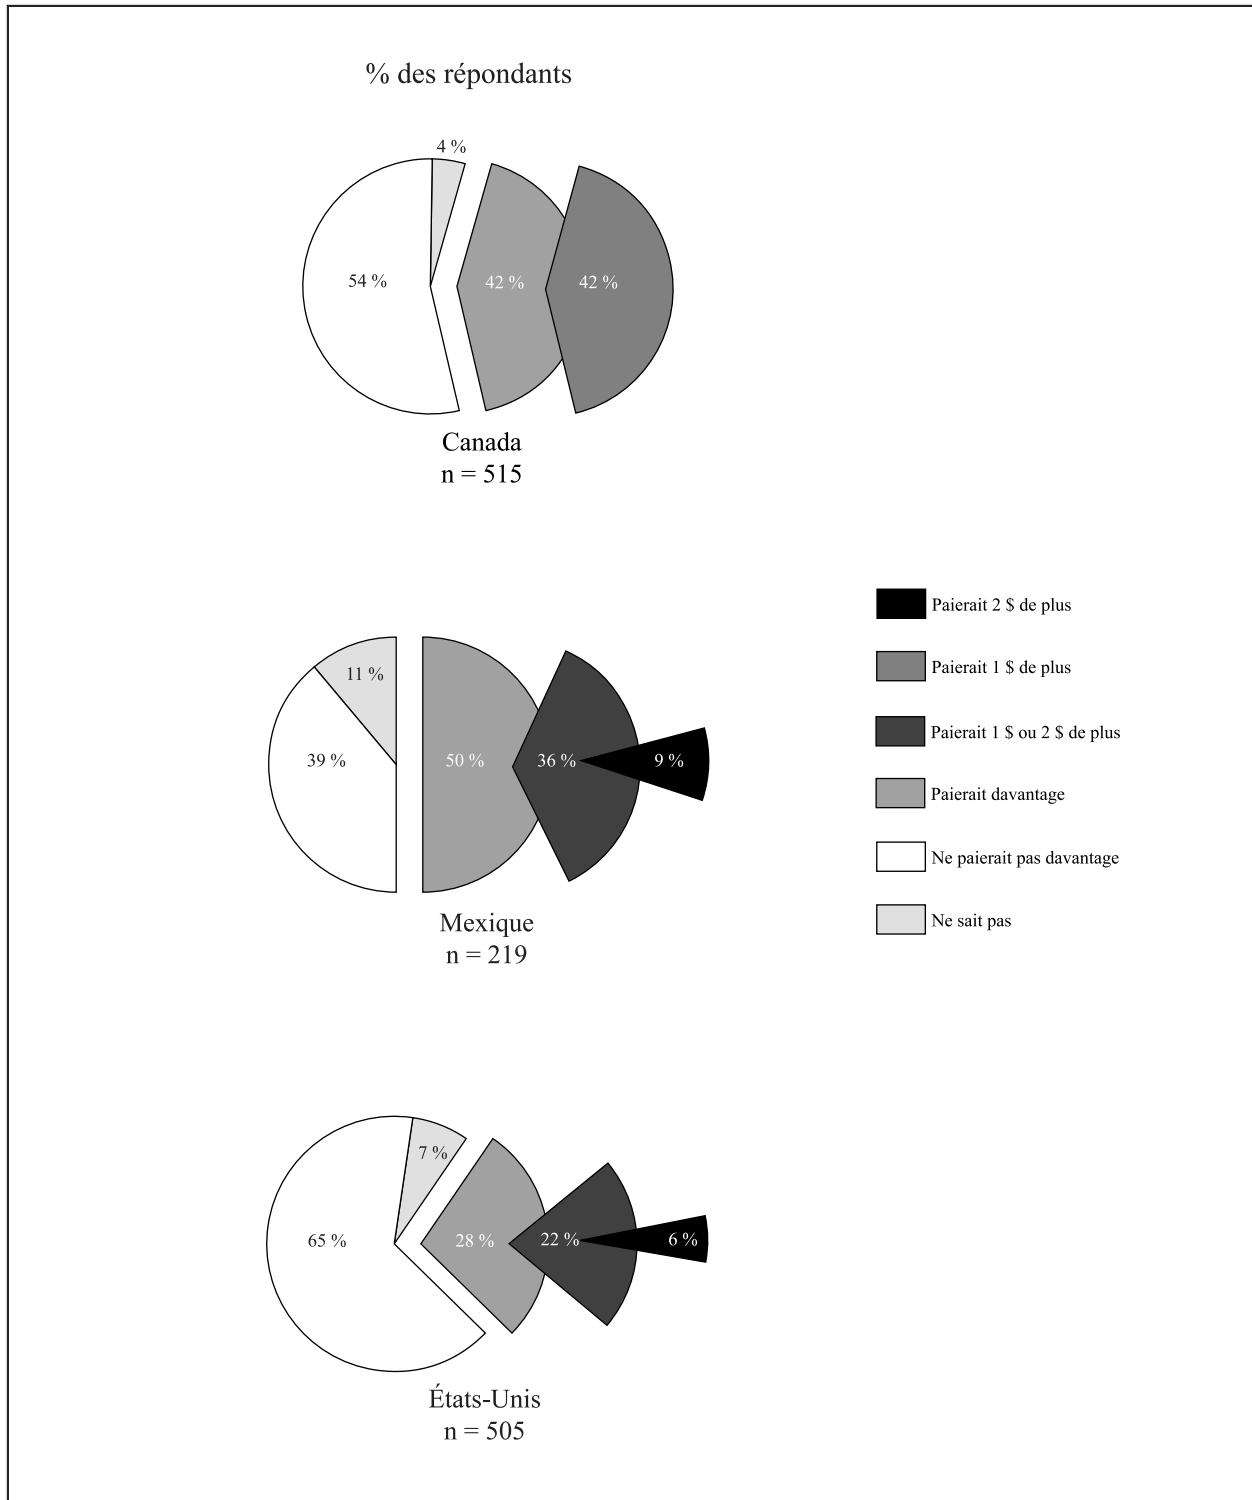 % des répondants
4 %
54 %
42 %
42 %
Canada
n = 515
11 %
39 %
50 %
36 %
9 %
Mexique
n = 219
Paierait 2 $ de plus
Paierait 1 $ de plus
Paierait 1 $ ou 2 $ de plus
Paierait davantage
Ne paierait pas davantage
Ne sait pas
7 %
65 %
28 %
22 %
6 %
États-Unis
n = 505